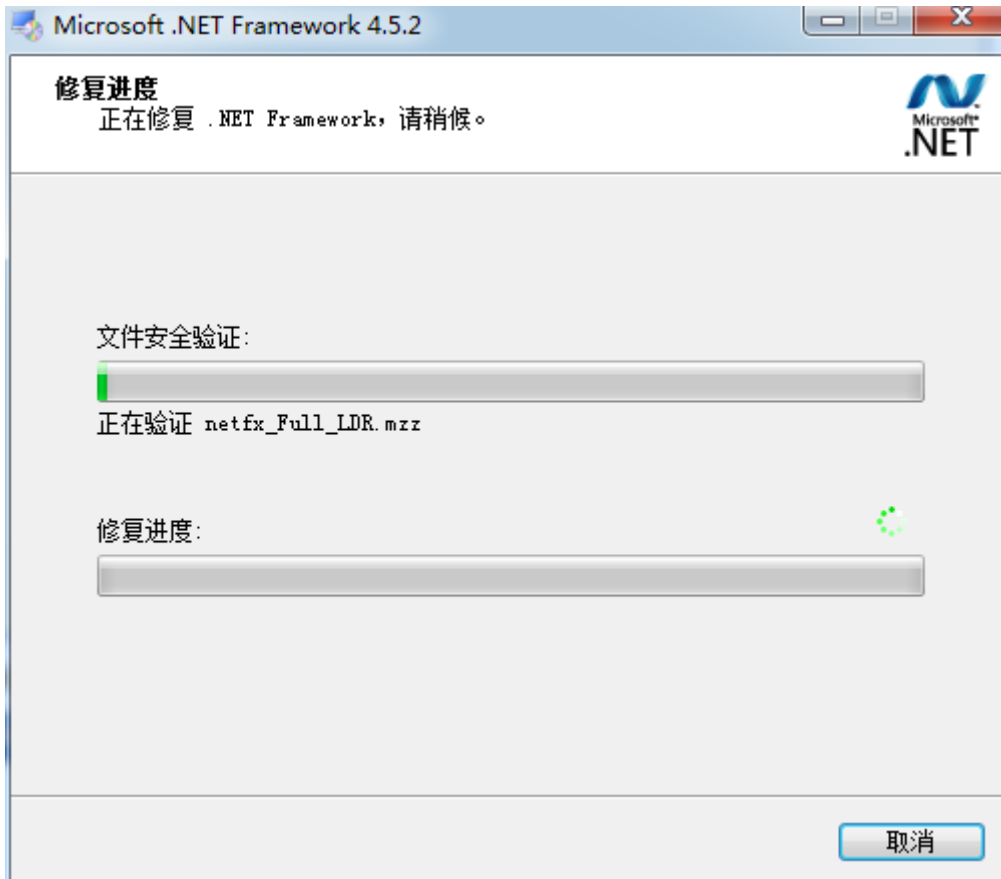 Microsoft .NET Framework 4.5.2
修复进度
正在修复 .NET Framework，请稍候。
Microsoft
.NET
文件安全验证:
正在验证 netfx_Full_LDR.mzz
修复进度:
取消